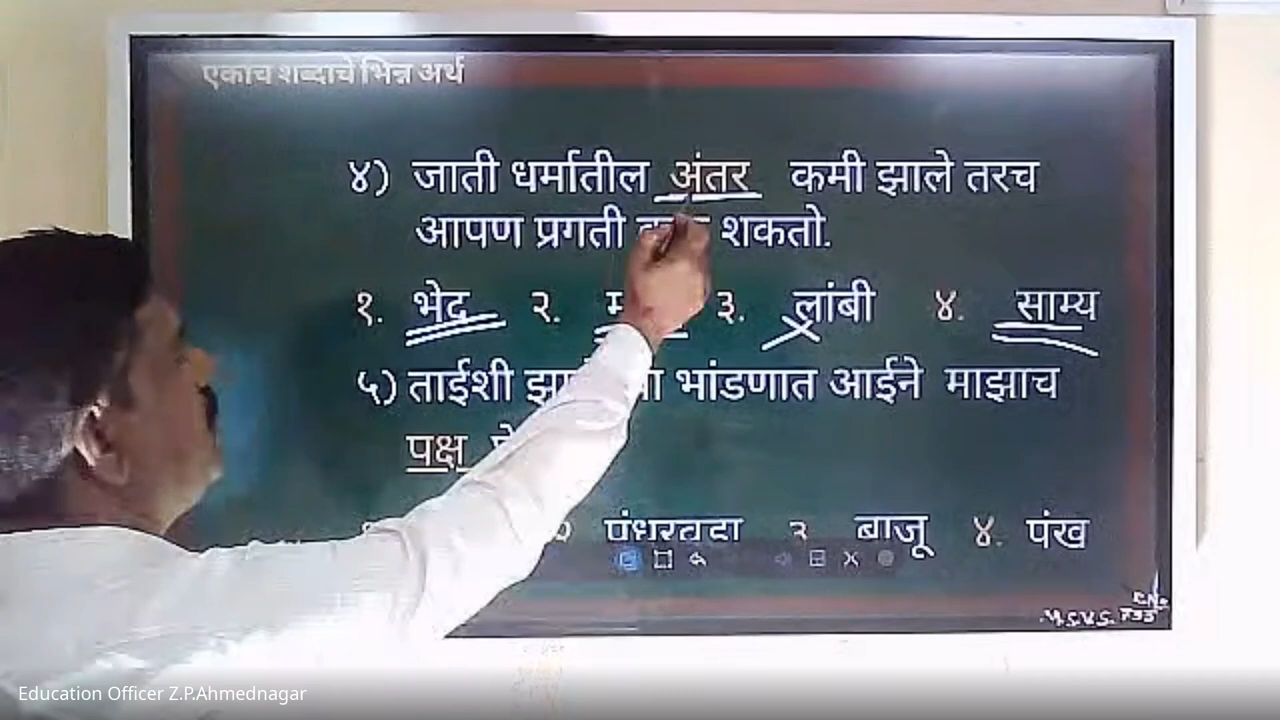 एकाच शब्दाचे भिन्न अर्थ
४) जाती धर्मातील अंतर कमी झाले तरच
आपण प्रगती शकतो.
१. भेद २. ३. लांबी ४. साम्य
५) ताईशी भांडणात आईने माझाच
पक्ष
पंधरवडा ३ बाजू ४. पंख
M.S.V.S.
Education Officer Z.P.Ahmednagar